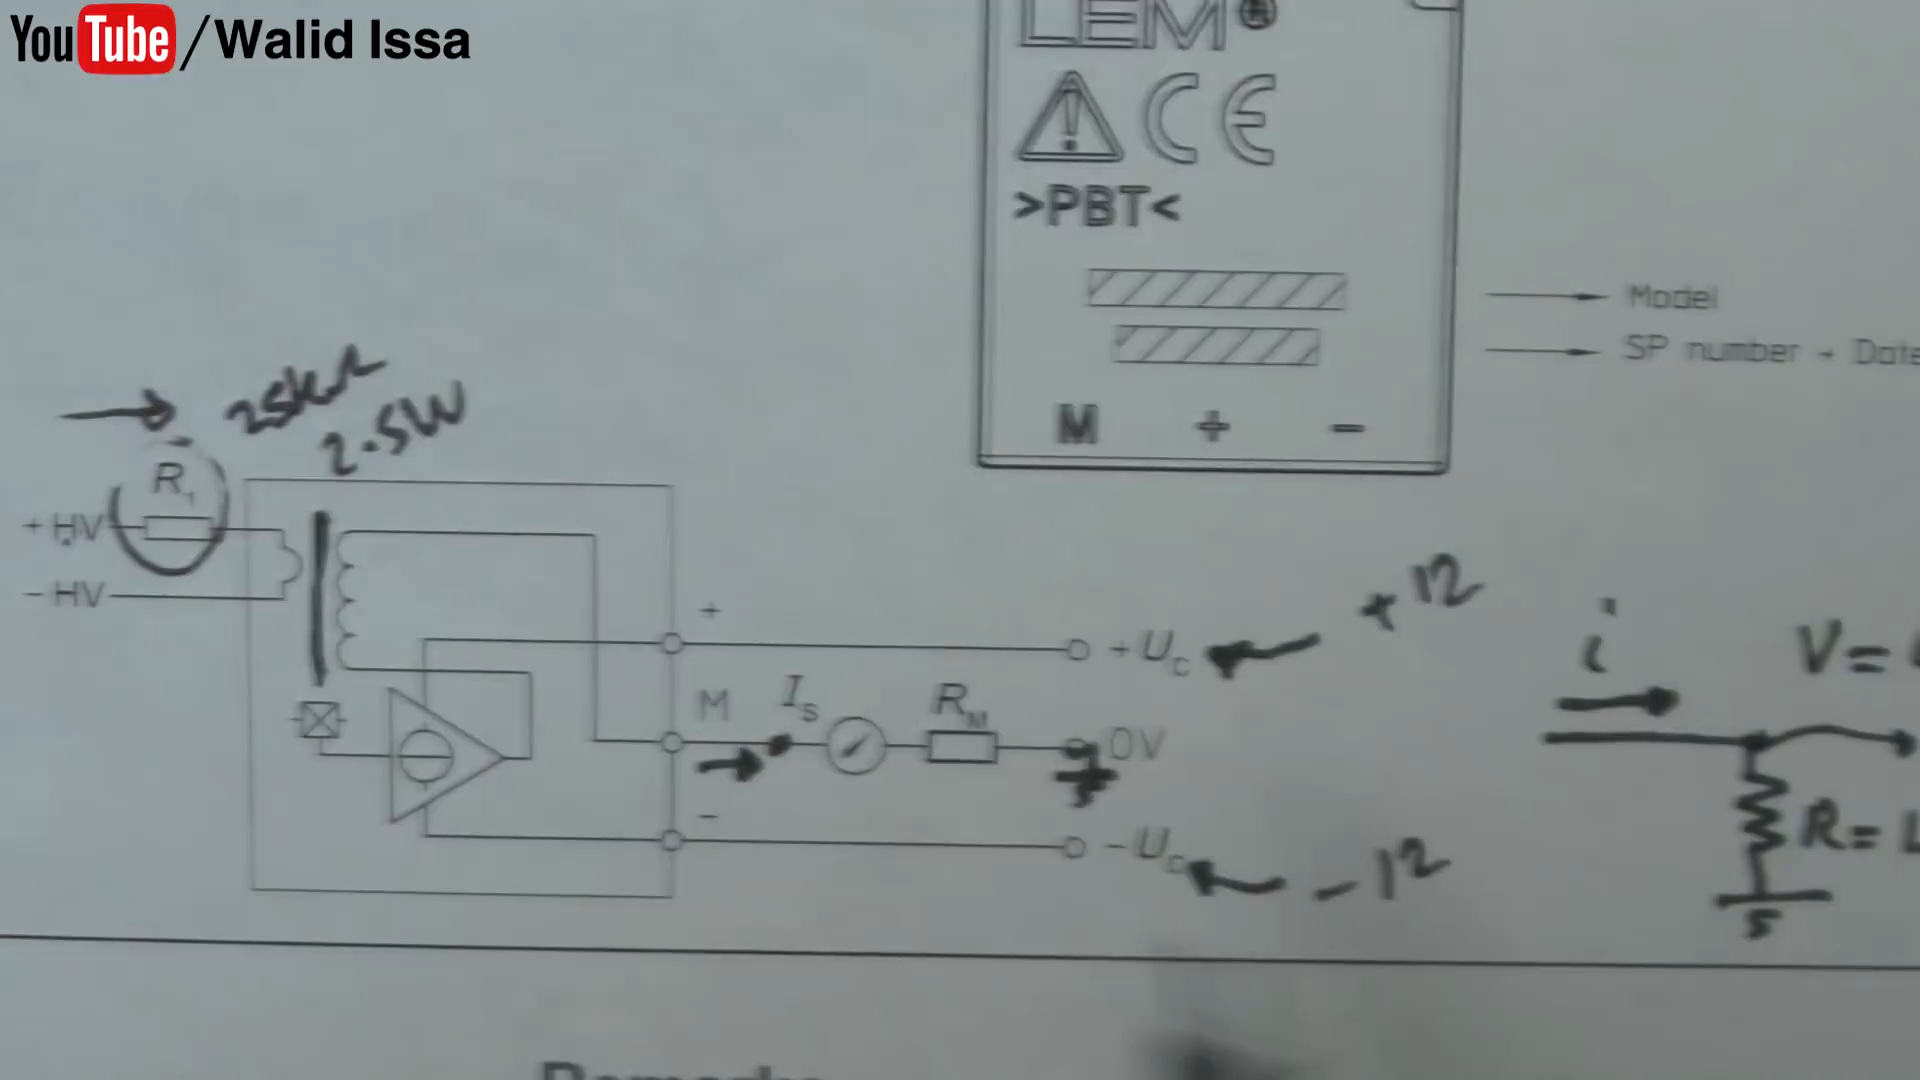 YouTube/Walid Issa
LEM®
CE
>PBT<
Model
SP number + Date
M + -
25kΩ
2.5W
R1
+HV
-HV
+
+Uc
+12
M
Is
RM
0V
-
-Uc
-12
i
V=
R=